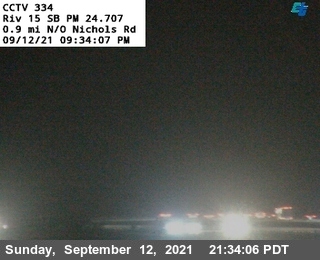 CCTV 334
Riv 15 SB PM 24.707
0.9 mi N/O Nichols Rd
09/12/21 09:34:07 PM
Sunday, September 12, 2021 21:34:06 PDT